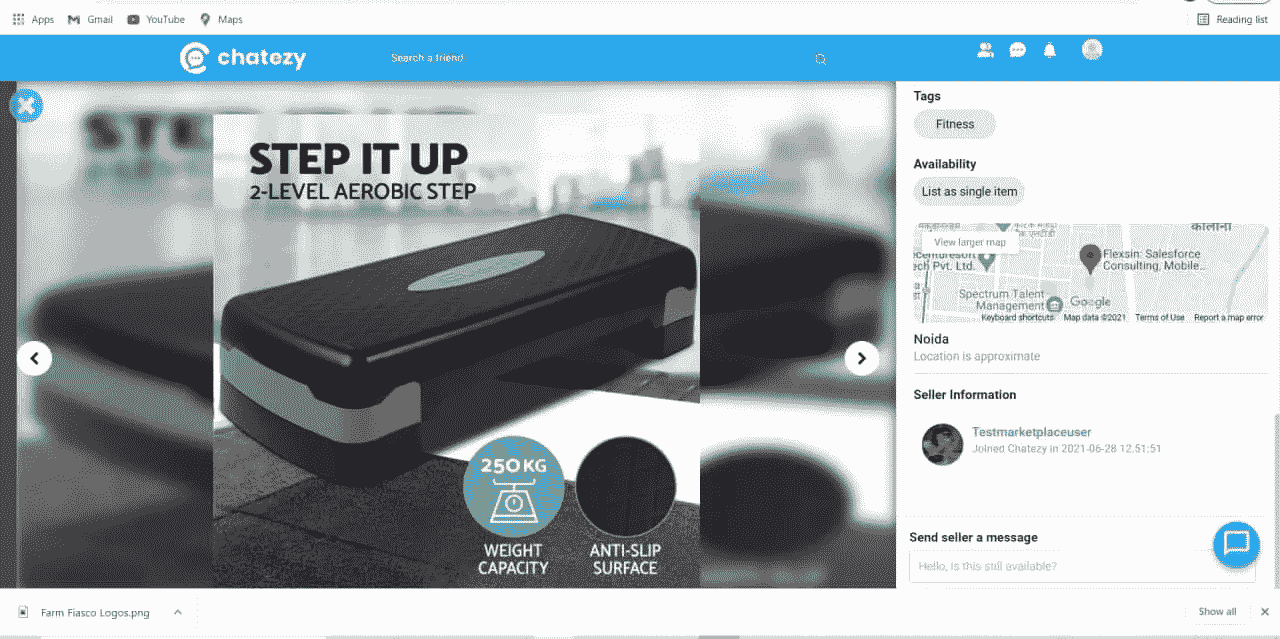 Apps
Gmail
YouTube
Maps
Reading list
chatezy
Search a friend
STEP IT UP
2-LEVEL AEROBIC STEP
250KG
WEIGHT
CAPACITY
ANTI-SLIP
SURFACE
Tags
Fitness
Availability
List as single item
View larger map
कालोनी
ech Pvt. Ltd.
Flexsin: Salesforce
Consulting, Mobile...
Spectrum Talent
Management
Google
Keyboard shortcuts
Map data ©2021
Terms of Use
Report a map error
Noida
Location is approximate
Seller Information
Testmarketplaceuser
Joined Chatezy in 2021-06-28 12:51:51
Send seller a message
Hello, is this still available?
Farm Fiasco Logos.png
Show all